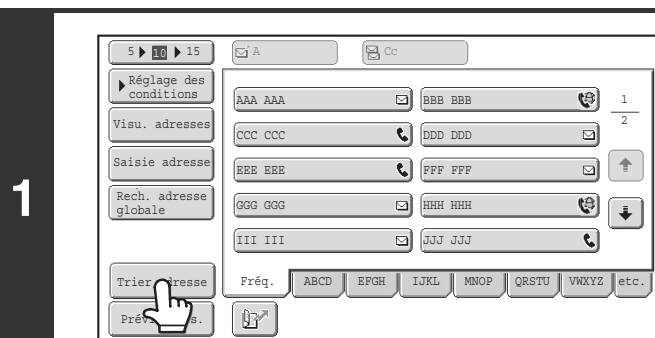 1
5 10 15
A
Cc
Réglage des
conditions
Visu. adresses
Saisie adresse
Rech. adresse
globale
AAA AAA
BBB BBB
CCC CCC
DDD DDD
EEE EEE
FFF FFF
GGG GGG
HHH HHH
III III
JJJ JJJ
1
2
Trier
Fréq.
ABCD
EFGH
IJKL
MNOP
QRSTU
VWXYZ
etc.